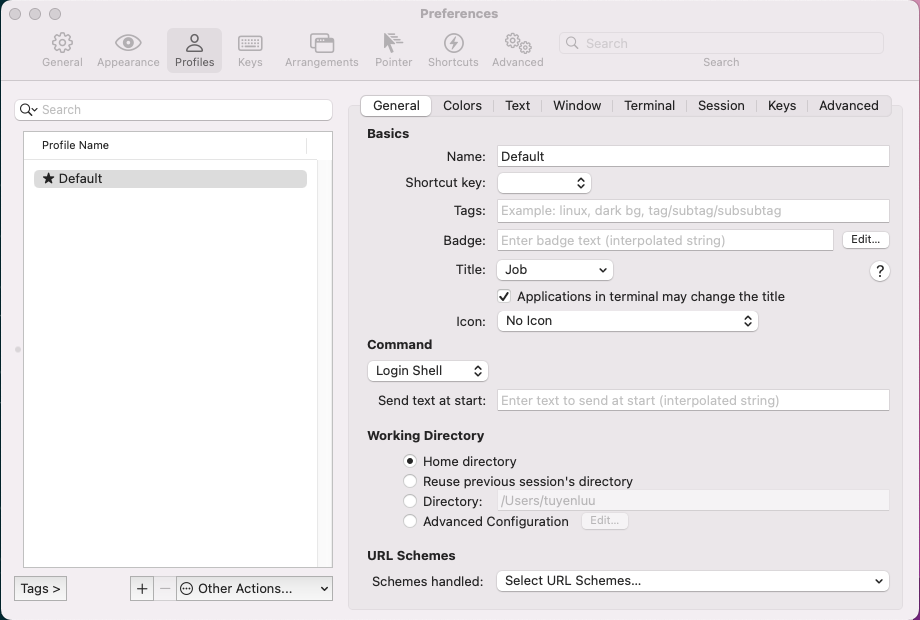 Preferences
General Appearance Profiles Keys Arrangements Pointer Shortcuts Advanced Search
Search
Search
Profile Name
★ Default
Tags >
+ − Other Actions...
General Colors Text Window Terminal Session Keys Advanced
Basics
Name: Default
Shortcut key:
Tags: Example: linux, dark bg, tag/subtag/subsubtag
Badge: Enter badge text (interpolated string) Edit...
Title: Job ?
Applications in terminal may change the title
Icon: No Icon
Command
Login Shell
Send text at start: Enter text to send at start (interpolated string)
Working Directory
Home directory
Reuse previous session's directory
Directory: /Users/tuyenluu
Advanced Configuration Edit...
URL Schemes
Schemes handled: Select URL Schemes...